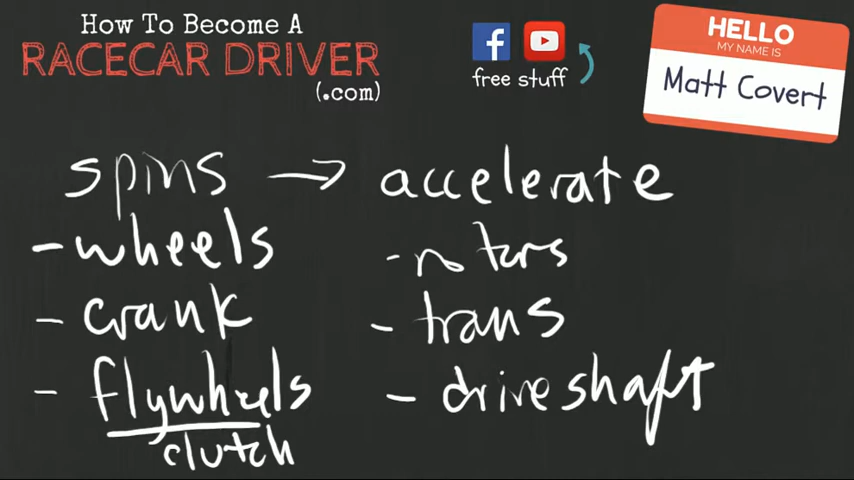 How To Become A
RACECAR DRIVER
(.com)
free stuff
HELLO
MY NAME IS
Matt Covert
spins → accelerate
- wheels
- rotors
- crank
- trans
- flywheels
- driveshaft
clutch